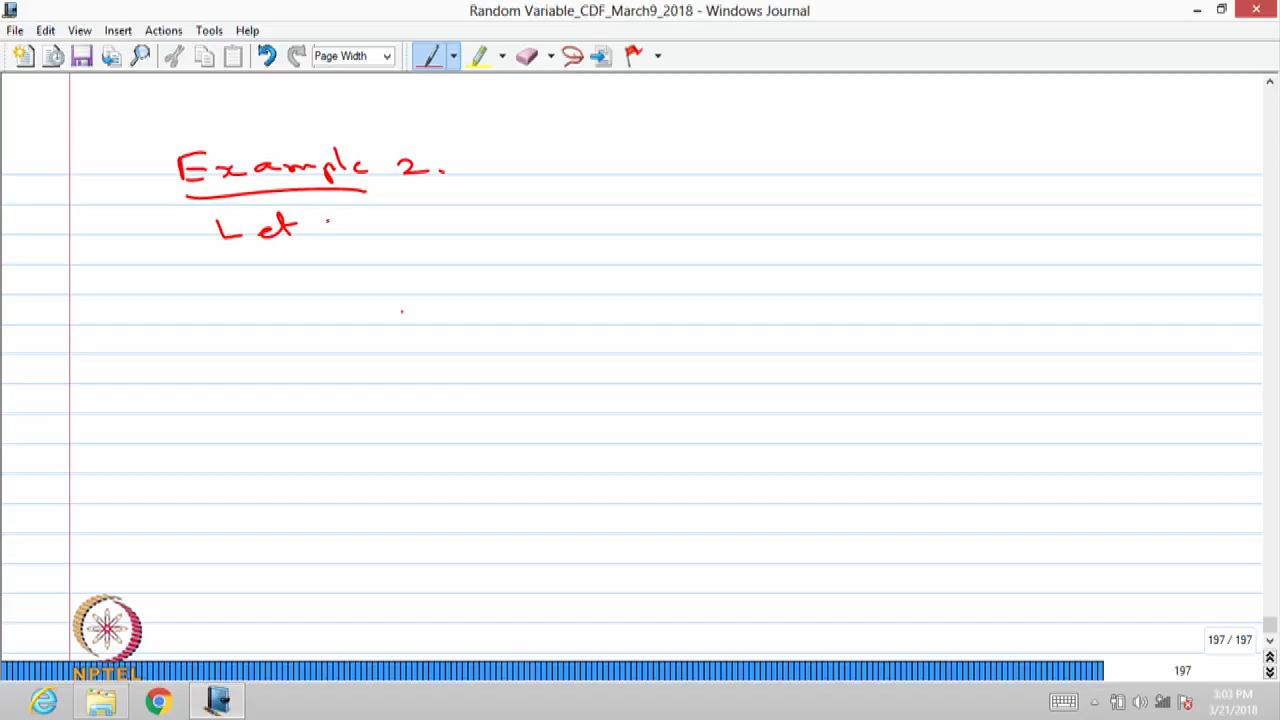 Random Variable_CDF_March9_2018 - Windows Journal
File Edit View Insert Actions Tools Help
Page Width
Example 2.
Let
197 / 197
NPTEL
197
3:03 PM
3/21/2018